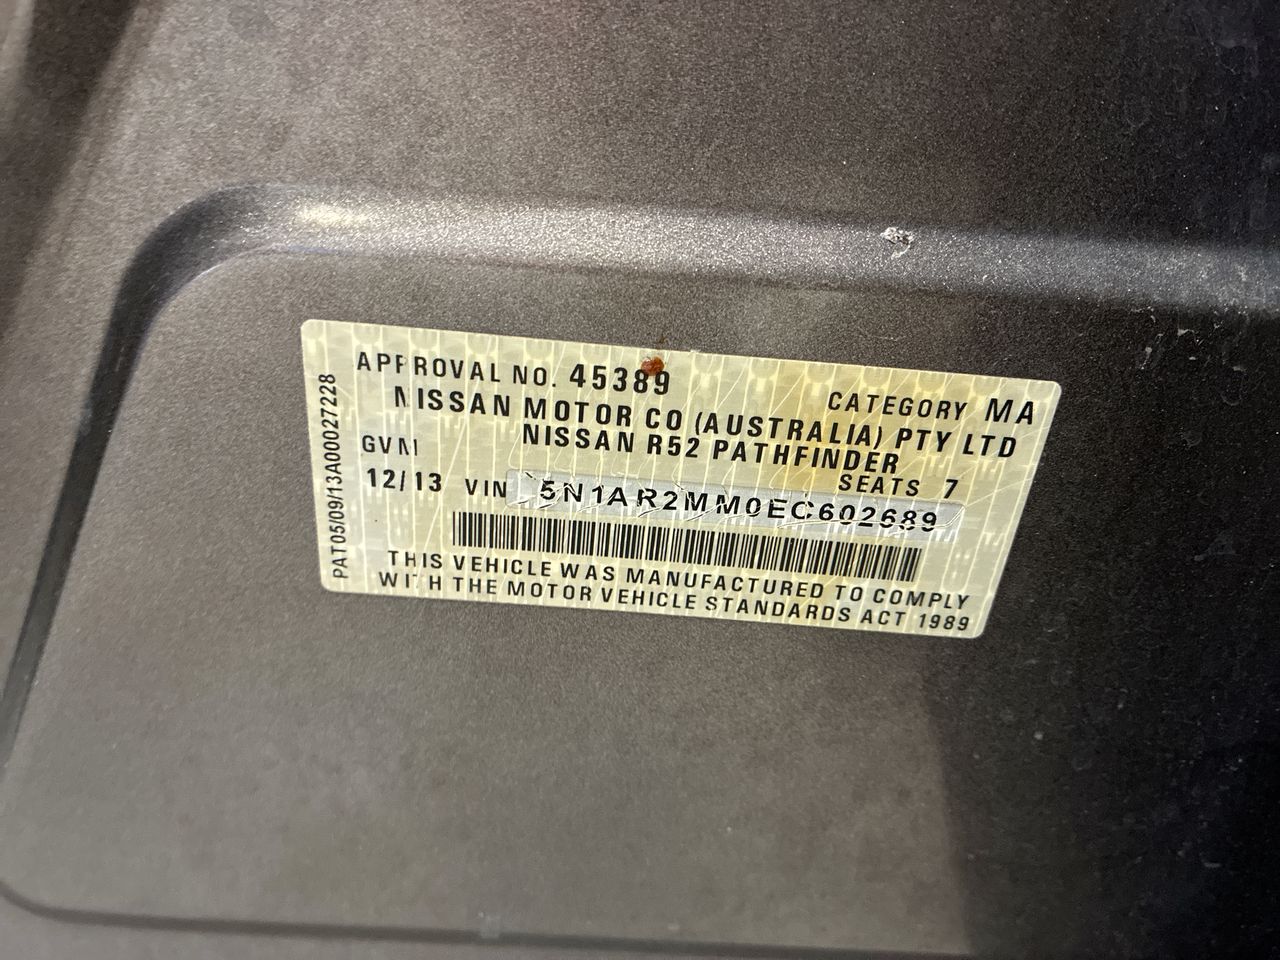 APPROVAL NO. 45389
CATEGORY MA
NISSAN MOTOR CO (AUSTRALIA) PTY LTD
NISSAN R52 PATHFINDER
GVM
SEATS 7
12/13 VIN 5N1AR2MM0EC602689
THIS VEHICLE WAS MANUFACTURED TO COMPLY
WITH THE MOTOR VEHICLE STANDARDS ACT 1989
PAT05/09/13A00027228